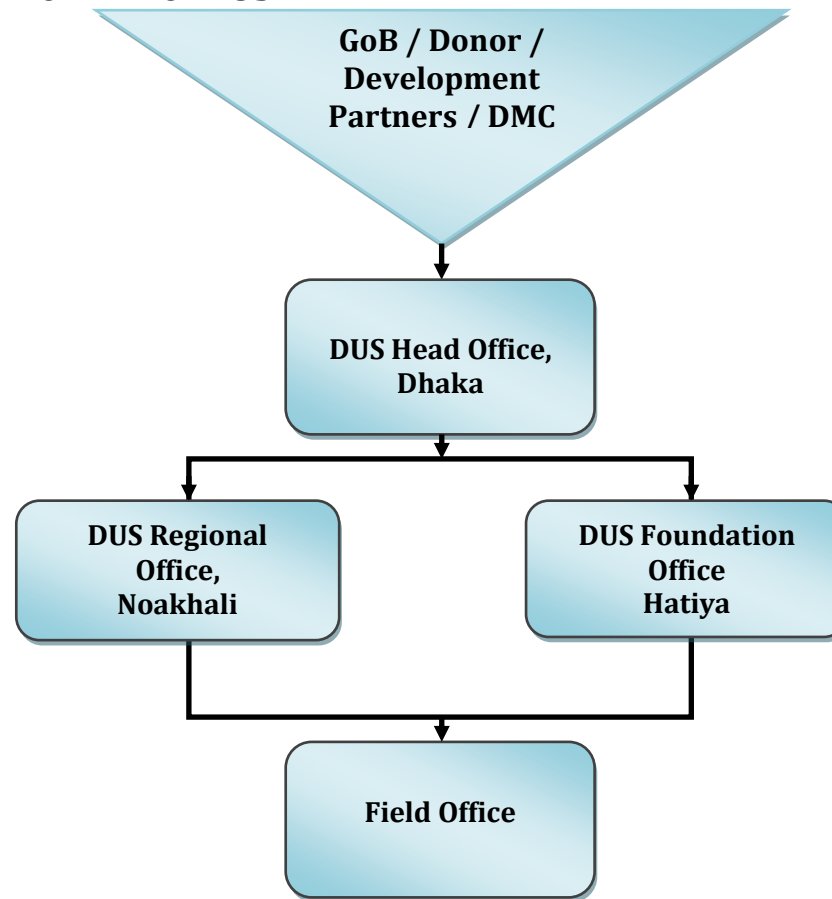 GoB / Donor /
Development
Partners / DMC
DUS Head Office,
Dhaka
DUS Regional
Office,
Noakhali
DUS Foundation
Office
Hatiya
Field Office